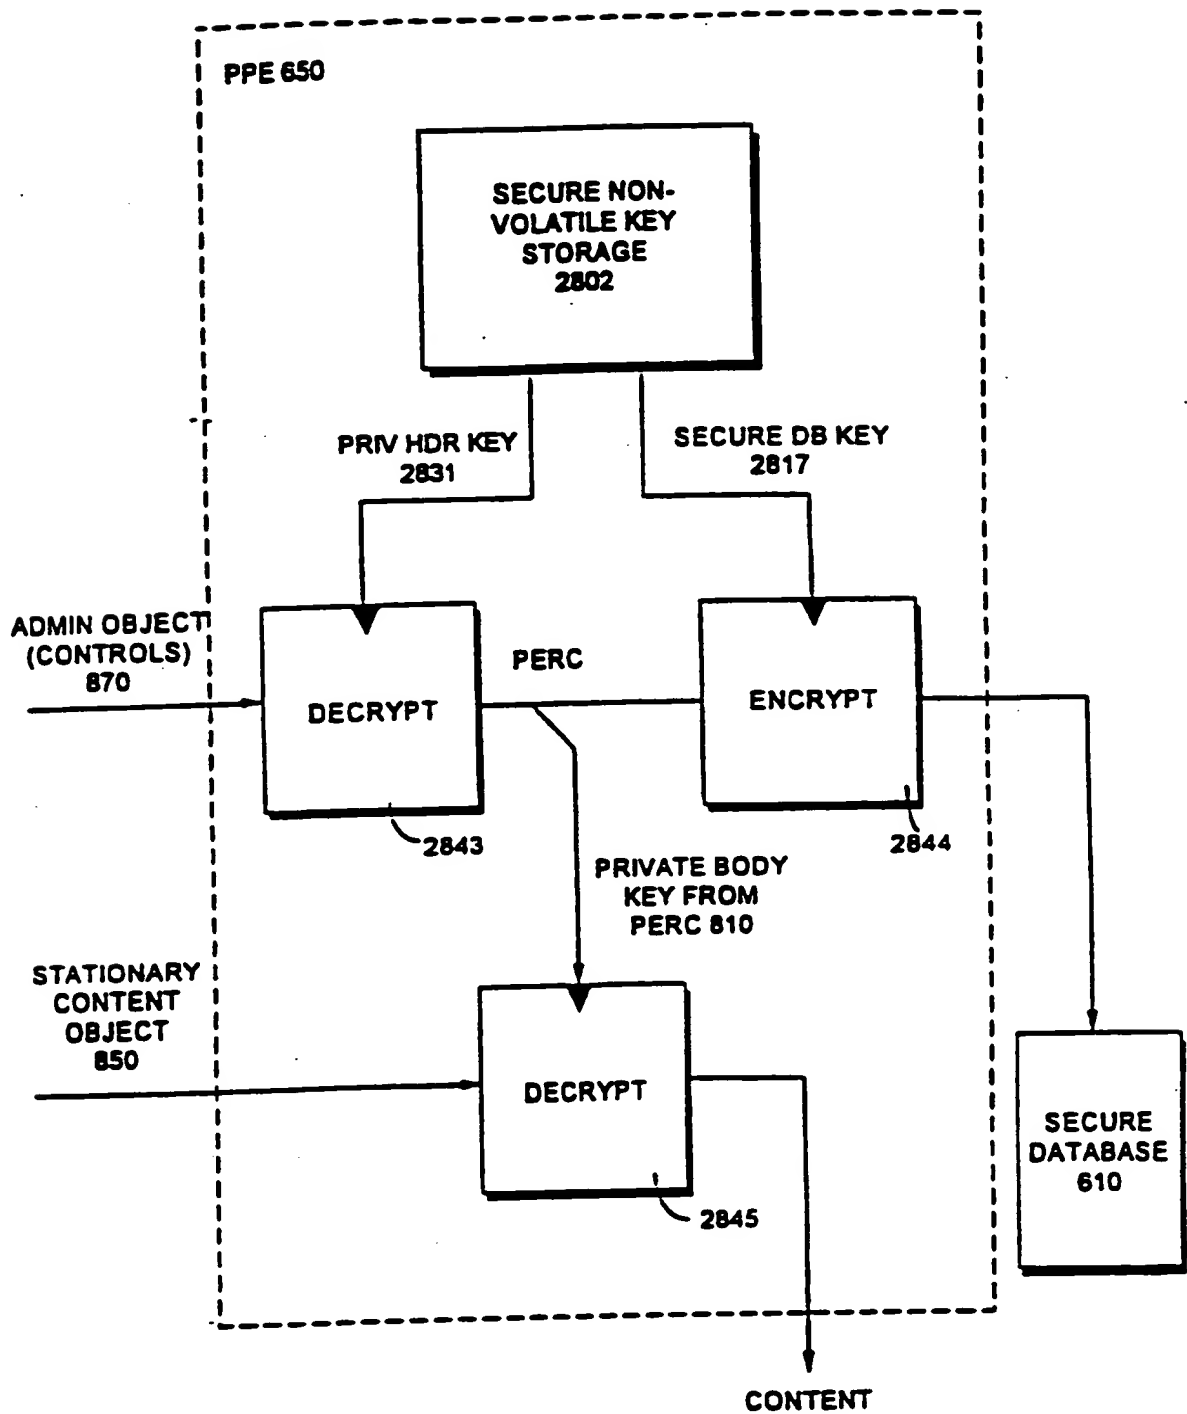 PPE 650
SECURE NON-
VOLATILE KEY
STORAGE
2802
PRIV HDR KEY
2831
SECURE DB KEY
2817
ADMIN OBJECT
(CONTROLS)
870
DECRYPT
PERC
ENCRYPT
2843
2844
PRIVATE BODY
KEY FROM
PERC 810
STATIONARY
CONTENT
OBJECT
850
DECRYPT
2845
SECURE
DATABASE
610
CONTENT